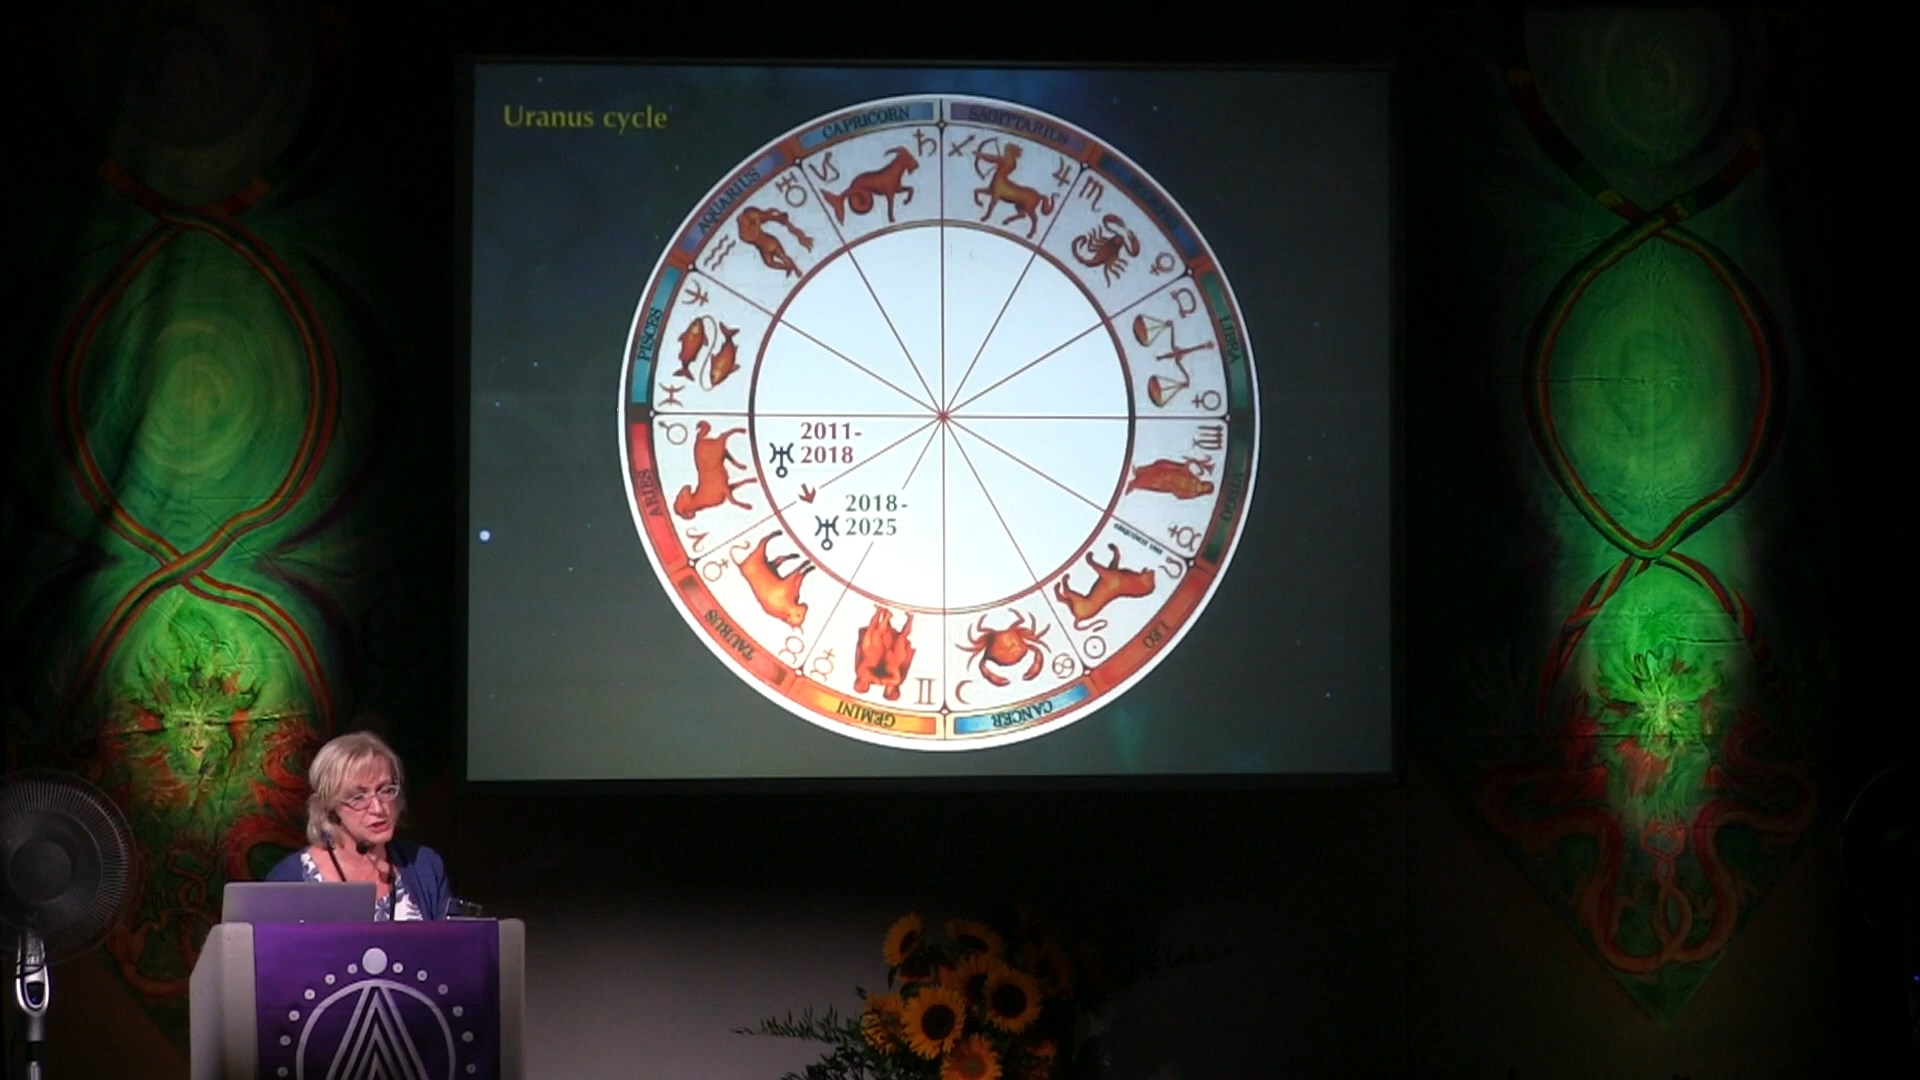 Uranus cycle
CAPRICORN
SAGITTARIUS
AQUARIUS
PISCES
LIBRA
2011-
2018
ARIES
VIRGO
2018-
2025
TAURUS
LEO
GEMINI
CANCER